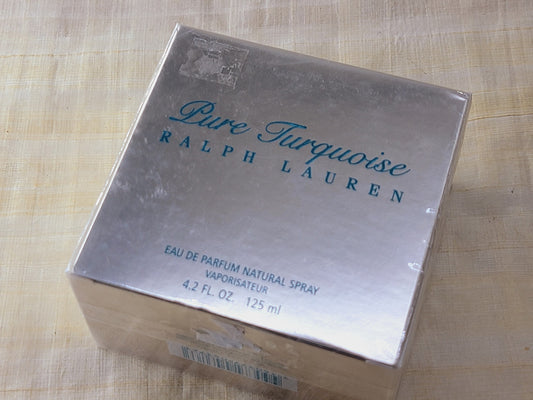 Pure Turquoise
RALPH LAUREN
EAU DE PARFUM NATURAL SPRAY
VAPORISATEUR
4.2 FL. OZ. 125 ml